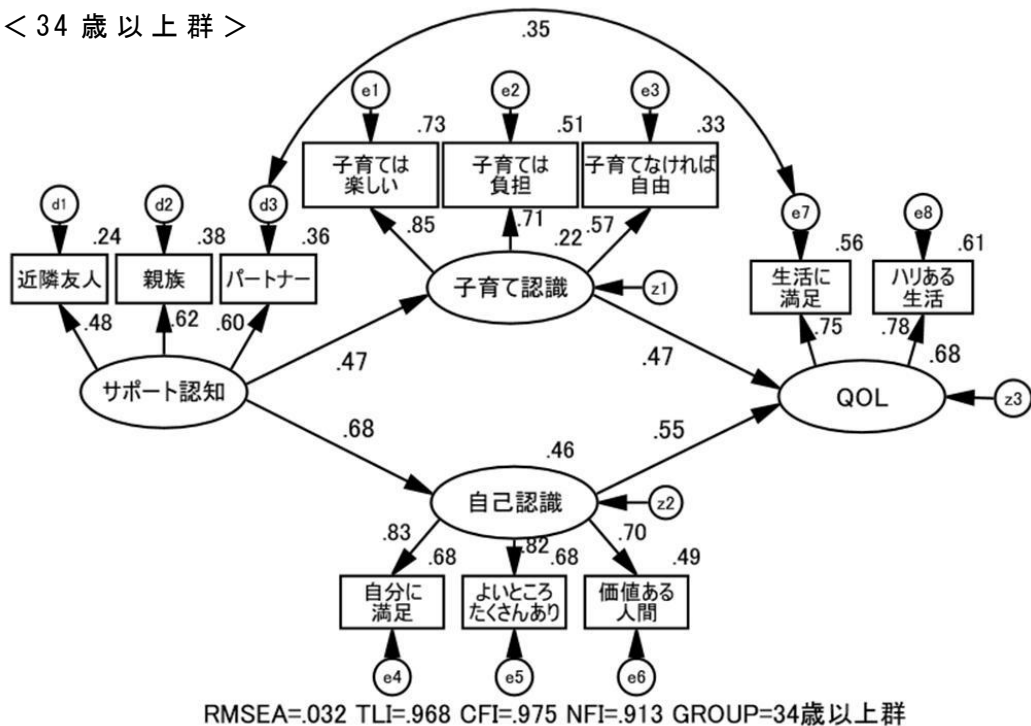 ＜34歳以上群＞
.35
e1
e2
e3
.73
.51
.33
子育ては
楽しい
子育ては
負担
子育てなければ
自由
d1
d2
d3
e7
e8
.24
.38
.36
.85
.71
.22
.57
.56
.61
近隣友人
親族
パートナー
子育て認識
z1
生活に
満足
ハリある
生活
.48
.62
.60
.75
.78
.47
.47
.68
サポート認知
QOL
z3
.68
.55
.46
自己認識
z2
.83
.82
.70
.68
.68
.49
自分に
満足
よいところ
たくさんあり
価値ある
人間
e4
e5
e6
RMSEA=.032 TLI=.968 CFI=.975 NFI=.913 GROUP=34歳以上群